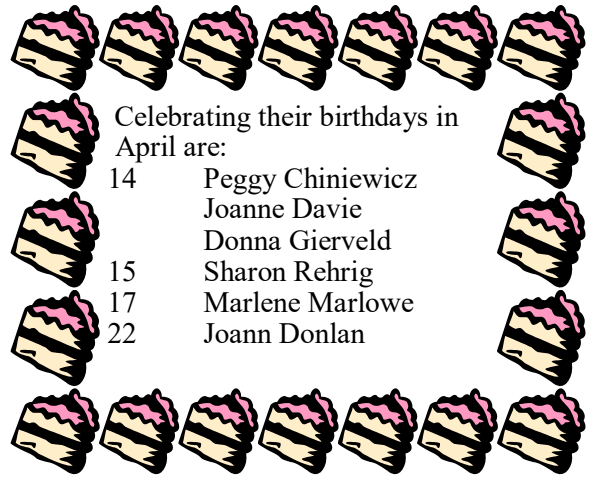 Celebrating their birthdays in
April are:
14 Peggy Chiniewicz
Joanne Davie
Donna Gierveld
15 Sharon Rehrig
17 Marlene Marlowe
22 Joann Donlan